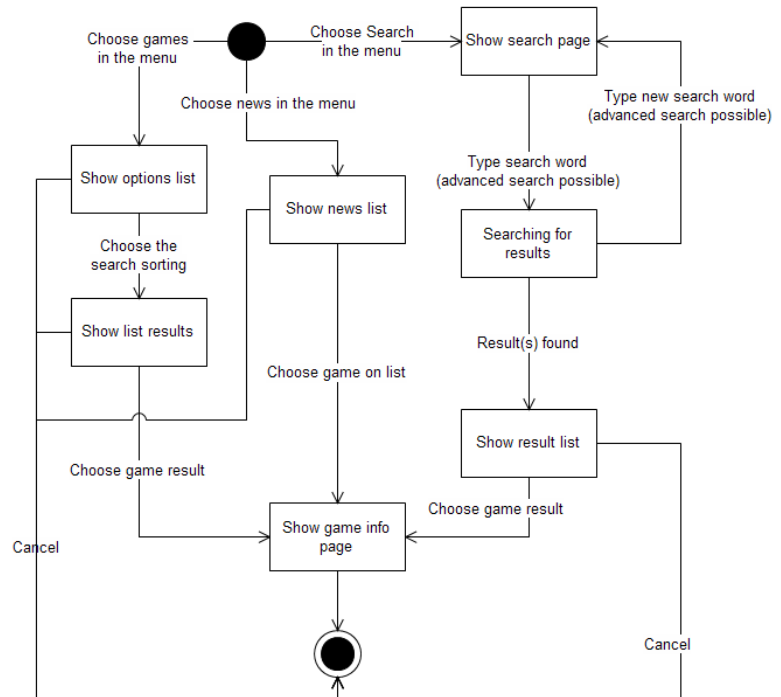 Choose games
in the menu
Choose Search
in the menu
Show search page
Choose news in the menu
Type new search word
(advanced search possible)
Show options list
Type search word
(advanced search possible)
Show news list
Searching for
results
Choose the
search sorting
Show list results
Result(s) found
Choose game on list
Show result list
Choose game result
Choose game result
Show game info
page
Cancel
Cancel